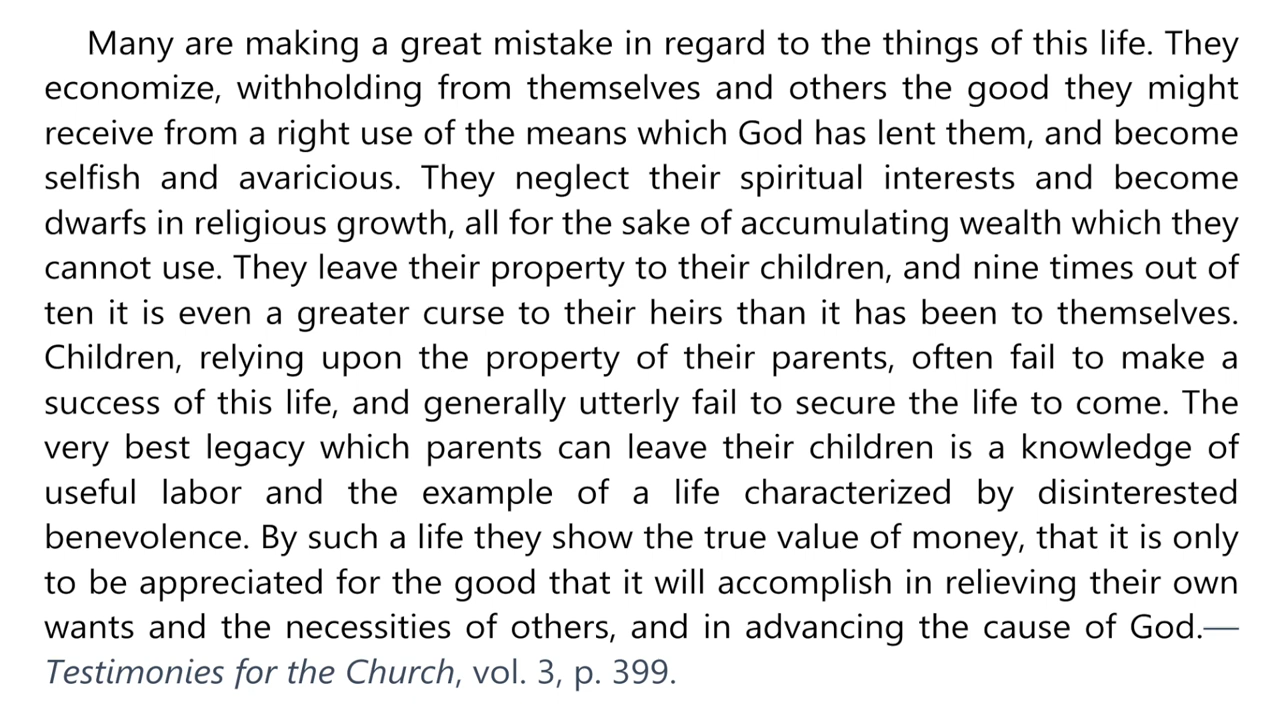 Many are making a great mistake in regard to the things of this life. They
economize, withholding from themselves and others the good they might
receive from a right use of the means which God has lent them, and become
selfish and avaricious. They neglect their spiritual interests and become
dwarfs in religious growth, all for the sake of accumulating wealth which they
cannot use. They leave their property to their children, and nine times out of
ten it is even a greater curse to their heirs than it has been to themselves.
Children, relying upon the property of their parents, often fail to make a
success of this life, and generally utterly fail to secure the life to come. The
very best legacy which parents can leave their children is a knowledge of
useful labor and the example of a life characterized by disinterested
benevolence. By such a life they show the true value of money, that it is only
to be appreciated for the good that it will accomplish in relieving their own
wants and the necessities of others, and in advancing the cause of God.—
Testimonies for the Church, vol. 3, p. 399.